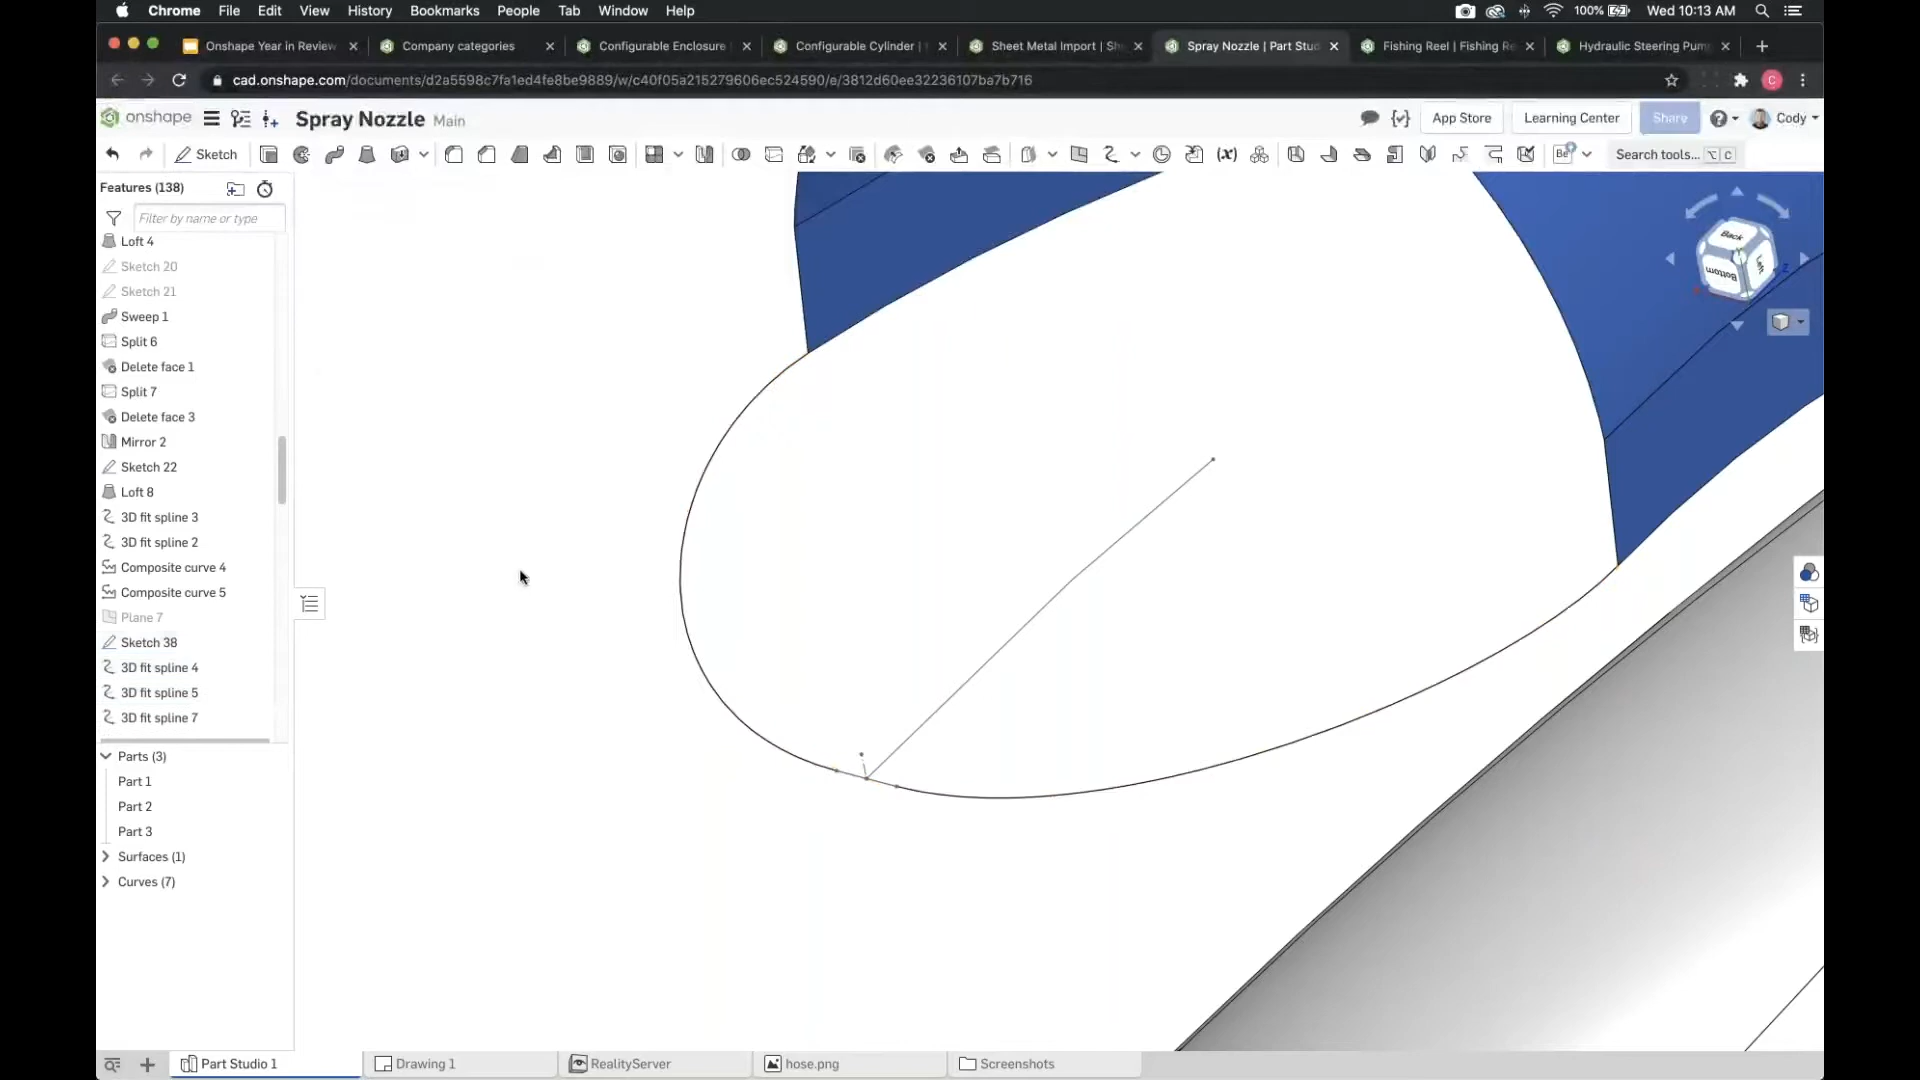 Chrome File Edit View History Bookmarks People Tab Window Help 100% Wed 10:13 AM
Onshape Year in Review Company categories Configurable Enclosure Configurable Cylinder | Sheet Metal Import | Sh Spray Nozzle | Part Stud Fishing Reel | Fishing Re Hydraulic Steering Pump
cad.onshape.com/documents/d2a5598c7fa1ed4fe8be9889/w/c40f05a215279606ec524590/e/3812d60ee32236107ba7b716
onshape Spray Nozzle Main App Store Learning Center Share Cody
Sketch (x) Search tools... ⌥ C
Features (138)
Filter by name or type
Loft 4
Sketch 20
Sketch 21
Sweep 1
Split 6
Delete face 1
Split 7
Delete face 3
Mirror 2
Sketch 22
Loft 8
3D fit spline 3
3D fit spline 2
Composite curve 4
Composite curve 5
Plane 7
Sketch 38
3D fit spline 4
3D fit spline 5
3D fit spline 7
Parts (3)
Part 1
Part 2
Part 3
Surfaces (1)
Curves (7)
Back
Bottom
Left
Z
Part Studio 1 Drawing 1 RealityServer hose.png Screenshots